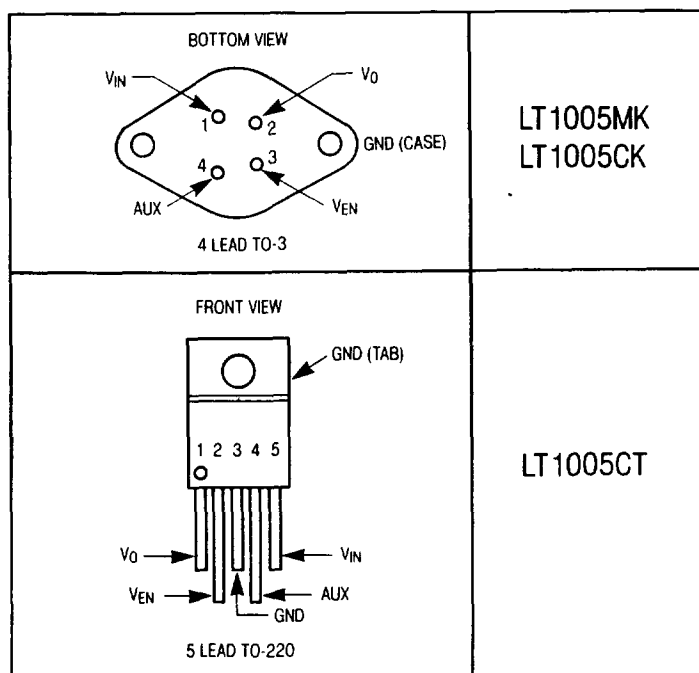 BOTTOM VIEW
VIN
VO
1
2
GND (CASE)
4
3
AUX
VEN
4 LEAD TO-3
LT1005MK
LT1005CK
FRONT VIEW
GND (TAB)
1 2 3 4 5
VO
VIN
VEN
AUX
GND
5 LEAD TO-220
LT1005CT